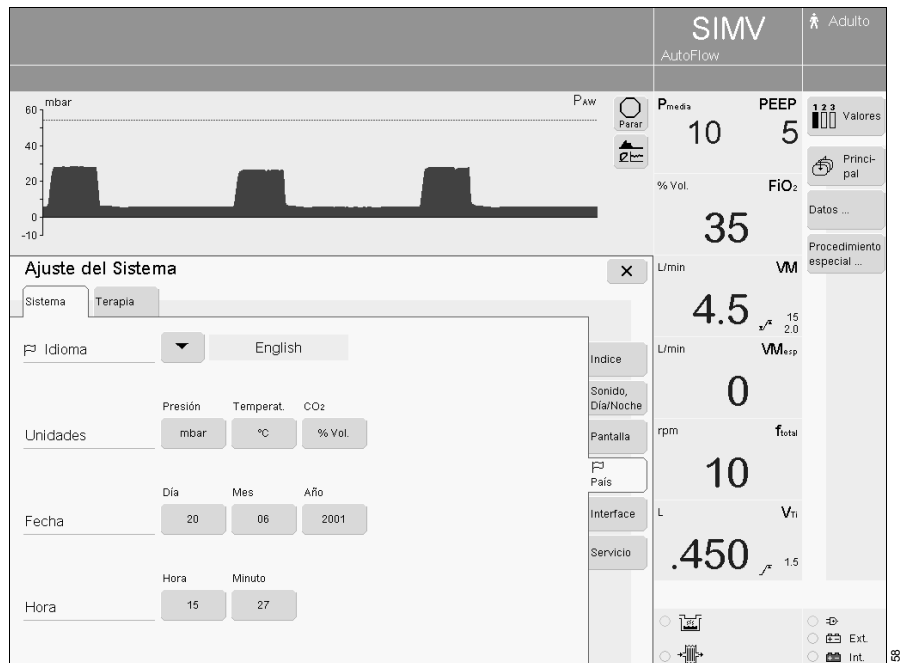 SIMV
AutoFlow
Adulto
mbar
PAW
60
40
20
0
-10
Parar
Pmedia
PEEP
10
5
% Vol.
FiO2
35
L/min
VM
4.5
15
2.0
L/min
VMesp
0
rpm
ftotal
10
L
VTi
.450
1.5
1 2 3
Valores
Princi-
pal
Datos ...
Procedimiento
especial ...
Ajuste del Sistema
Sistema
Terapia
Idioma
English
Presión
Temperat.
CO2
Unidades
mbar
°C
% Vol.
Día
Mes
Año
Fecha
20
06
2001
Hora
Minuto
Hora
15
27
Indice
Sonido,
Día/Noche
Pantalla
País
Interface
Servicio
Ext.
Int.
58